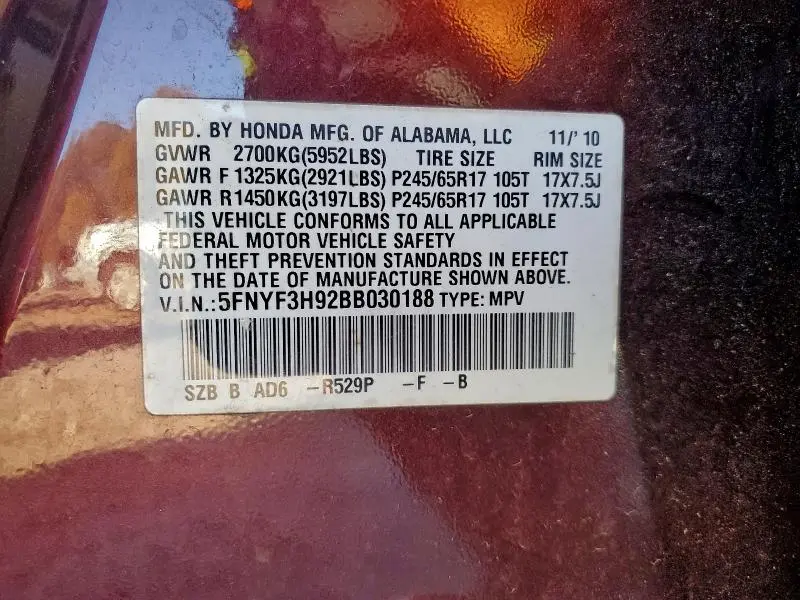 MFD. BY HONDA MFG. OF ALABAMA, LLC 11/'10
GVWR 2700KG(5952LBS) TIRE SIZE RIM SIZE
GAWR F 1325KG(2921LBS) P245/65R17 105T 17X7.5J
GAWR R 1450KG(3197LBS) P245/65R17 105T 17X7.5J
THIS VEHICLE CONFORMS TO ALL APPLICABLE
FEDERAL MOTOR VEHICLE SAFETY
AND THEFT PREVENTION STANDARDS IN EFFECT
ON THE DATE OF MANUFACTURE SHOWN ABOVE.
V.I.N.: 5FNYF3H92BB030188 TYPE: MPV
SZB B AD6 -R529P -F -B